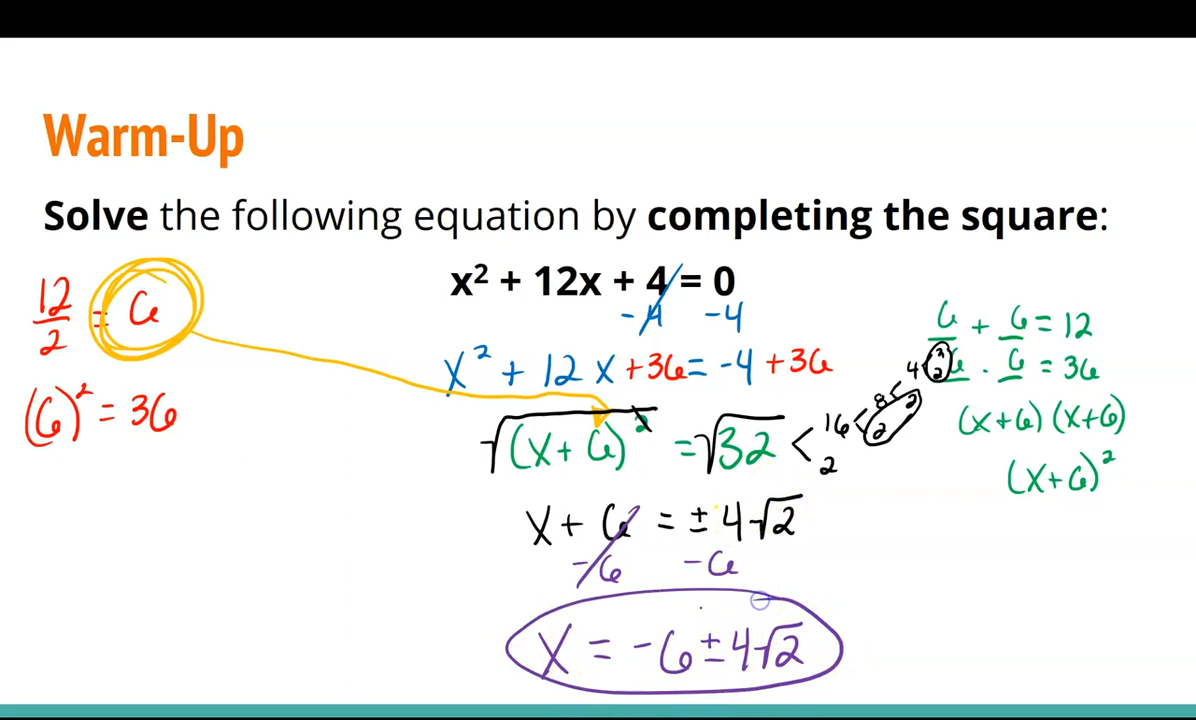 Warm-Up
Solve the following equation by completing the square:
x² + 12x + 4 = 0
-4 -4
12/2 = 6
(6)² = 36
x² + 12x +36 = -4 +36
√(x+6)² = √32 <
16 <
2
8 <
2
4
2
2
x + 6 = ± 4√2
-6 -6
x = -6 ± 4√2
6 + 6 = 12
6 · 6 = 36
(x+6)(x+6)
(x+6)²